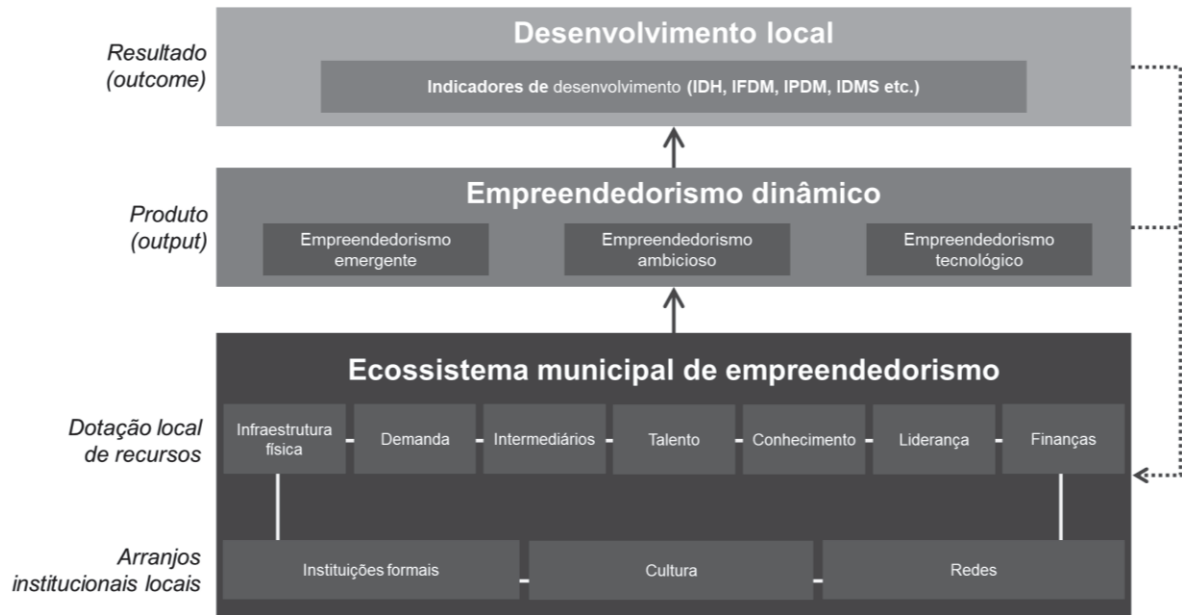 Resultado
(outcome)
Desenvolvimento local
Indicadores de desenvolvimento (IDH, IFDM, IPDM, IDMS etc.)
Produto
(output)
Empreendedorismo dinâmico
Empreendedorismo
emergente
Empreendedorismo
ambicioso
Empreendedorismo
tecnológico
Ecossistema municipal de empreendedorismo
Dotação local
de recursos
Infraestrutura
física
Demanda
Intermediários
Talento
Conhecimento
Liderança
Finanças
Arranjos
institucionais locais
Instituições formais
Cultura
Redes